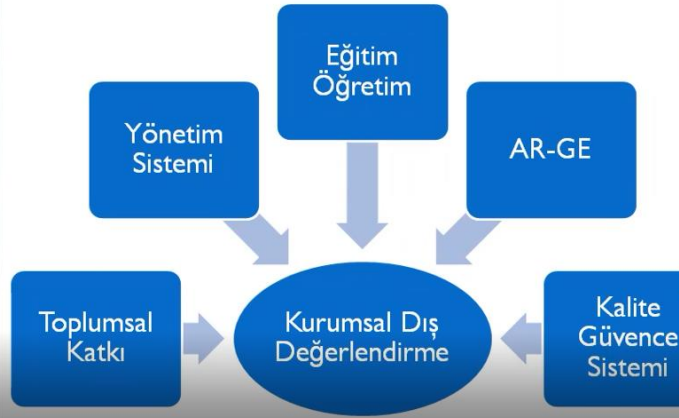 Eğitim
Öğretim
Yönetim
Sistemi
AR-GE
Toplumsal
Katkı
Kurumsal Dış
Değerlendirme
Kalite
Güvence
Sistemi